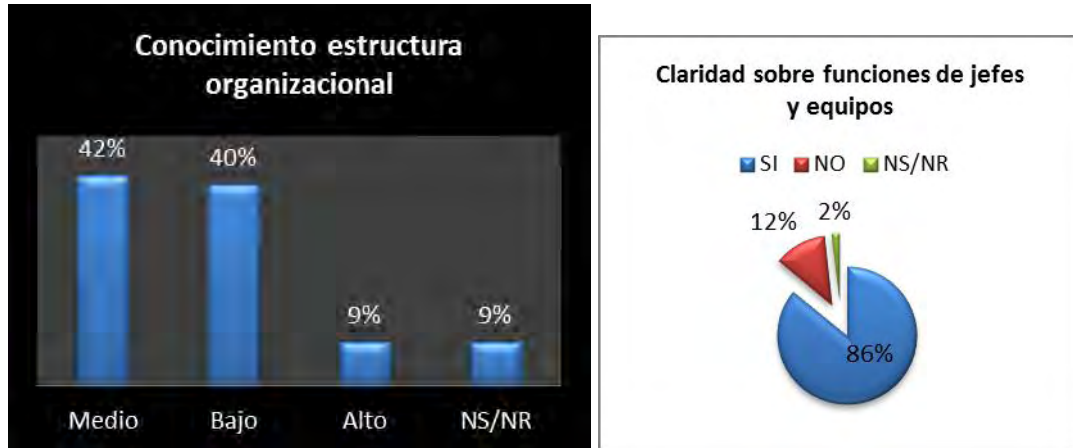 Conocimiento estructura
organizacional
42%
40%
9%
9%
Medio
Bajo
Alto
NS/NR
Claridad sobre funciones de jefes
y equipos
SI
NO
NS/NR
12%
2%
86%